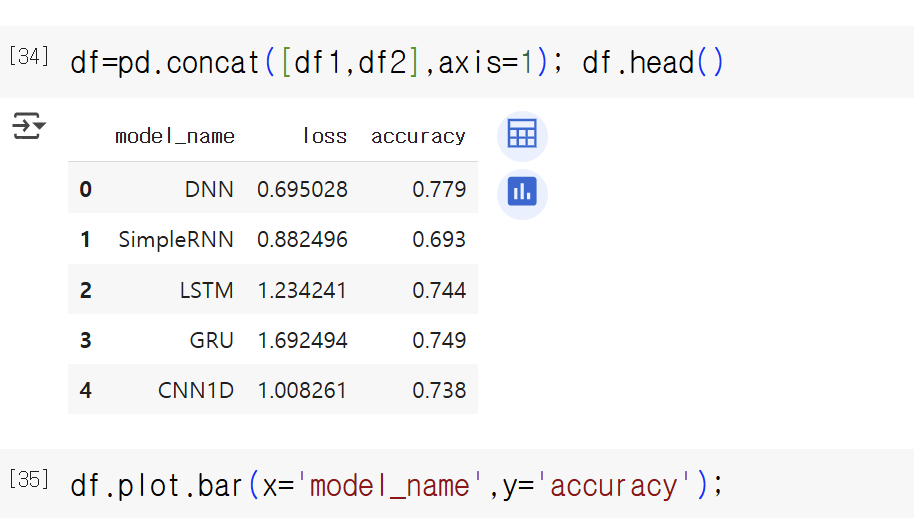 [34] df=pd.concat([df1,df2],axis=1); df.head()
model_name loss accuracy
0 DNN 0.695028 0.779
1 SimpleRNN 0.882496 0.693
2 LSTM 1.234241 0.744
3 GRU 1.692494 0.749
4 CNN1D 1.008261 0.738
[35] df.plot.bar(x='model_name',y='accuracy');